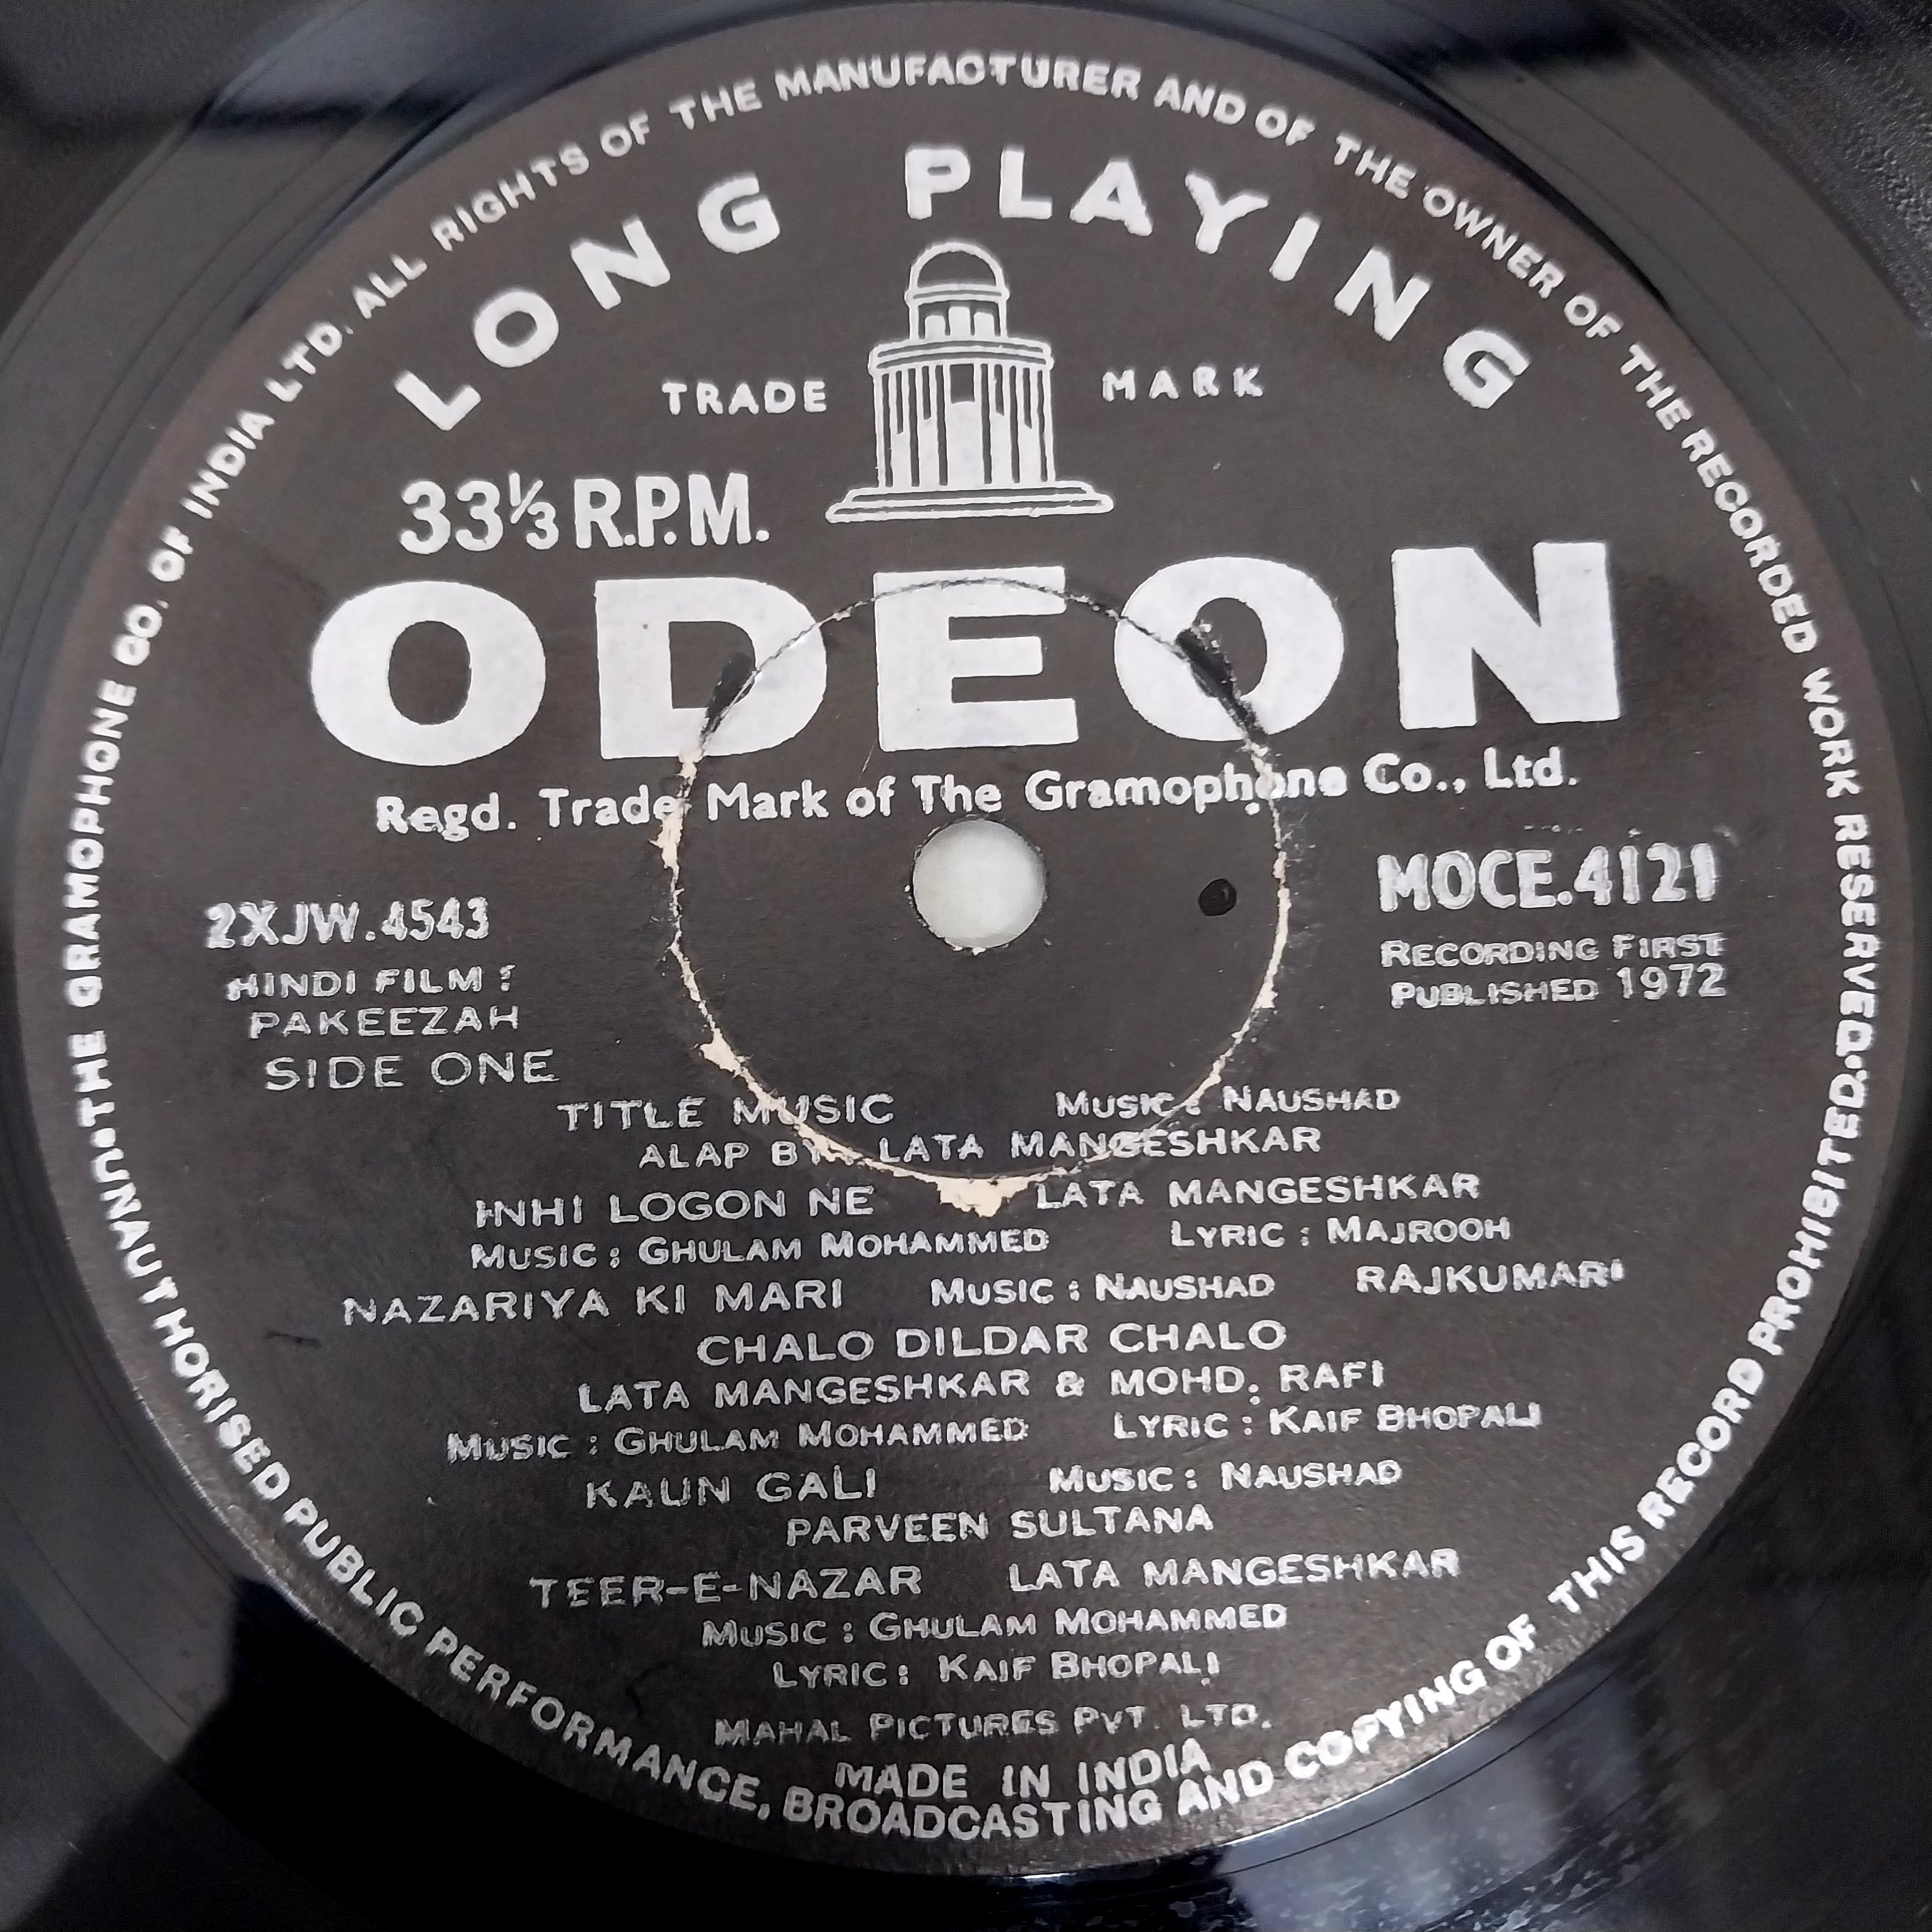 THE GRAMOPHONE CO. OF INDIA LTD. ALL RIGHTS OF THE MANUFACTURER AND OF THE OWNER OF THE RECORDED WORK RESERVED.
UNAUTHORISED PUBLIC PERFORMANCE, BROADCASTING AND COPYING OF THIS RECORD PROHIBITED.
LONG PLAYING
TRADE MARK
33⅓ R.P.M.
ODEON
Regd. Trade Mark of The Gramophone Co., Ltd.
2XJW.4543
MOCE.4121
HINDI FILM :
PAKEEZAH
RECORDING FIRST
PUBLISHED 1972
SIDE ONE
TITLE MUSIC MUSIC : NAUSHAD
ALAP BY : LATA MANGESHKAR
INHI LOGON NE LATA MANGESHKAR
MUSIC : GHULAM MOHAMMED LYRIC : MAJROOH
NAZARIYA KI MARI MUSIC : NAUSHAD RAJKUMARI
CHALO DILDAR CHALO
LATA MANGESHKAR & MOHD. RAFI
MUSIC : GHULAM MOHAMMED LYRIC : KAIF BHOPALI
KAUN GALI MUSIC : NAUSHAD
PARVEEN SULTANA
TEER-E-NAZAR LATA MANGESHKAR
MUSIC : GHULAM MOHAMMED
LYRIC : KAIF BHOPALI
MAHAL PICTURES PVT. LTD.
MADE IN INDIA